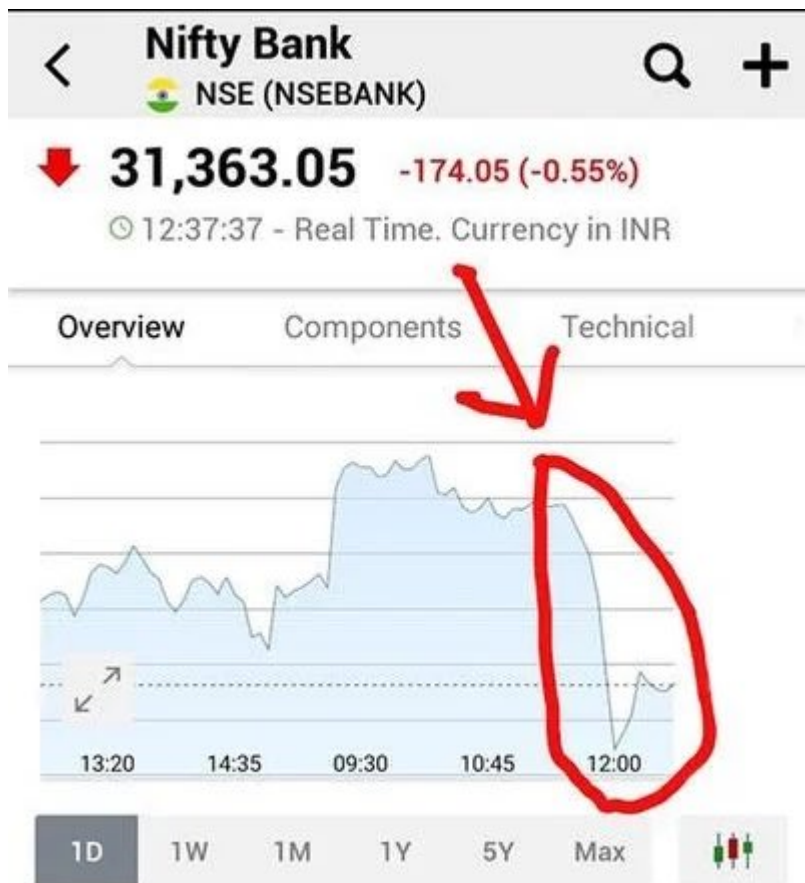 Nifty Bank
NSE (NSEBANK)
31,363.05 -174.05 (-0.55%)
12:37:37 - Real Time. Currency in INR
Overview Components Technical
13:20 14:35 09:30 10:45 12:00
1D 1W 1M 1Y 5Y Max